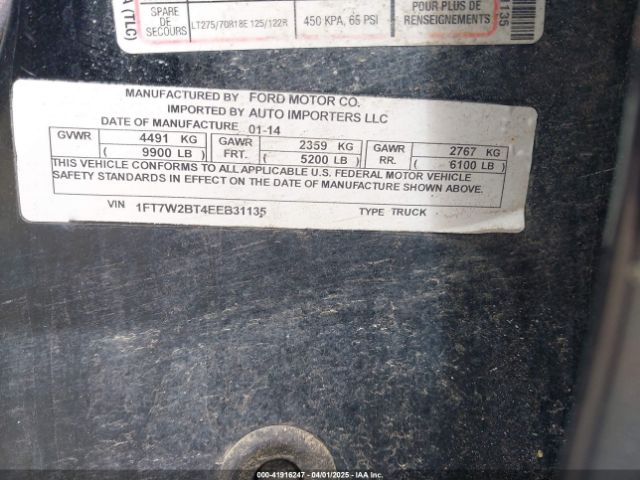 A (TLC)
SPARE DE SECOURS LT275/70R18E 125/122R 450 KPA, 65 PSI POUR PLUS DE RENSEIGNEMENTS
MANUFACTURED BY FORD MOTOR CO.
IMPORTED BY AUTO IMPORTERS LLC
DATE OF MANUFACTURE 01-14
GVWR 4491 KG GAWR 2359 KG GAWR 2767 KG
( 9900 LB ) FRT. ( 5200 LB ) RR. ( 6100 LB )
THIS VEHICLE CONFORMS TO ALL APPLICABLE U.S. FEDERAL MOTOR VEHICLE
SAFETY STANDARDS IN EFFECT ON THE DATE OF MANUFACTURE SHOWN ABOVE.
VIN 1FT7W2BT4EEB31135 TYPE TRUCK
00-41916247 - 04/01/2025 - COPYRIGHT IAA